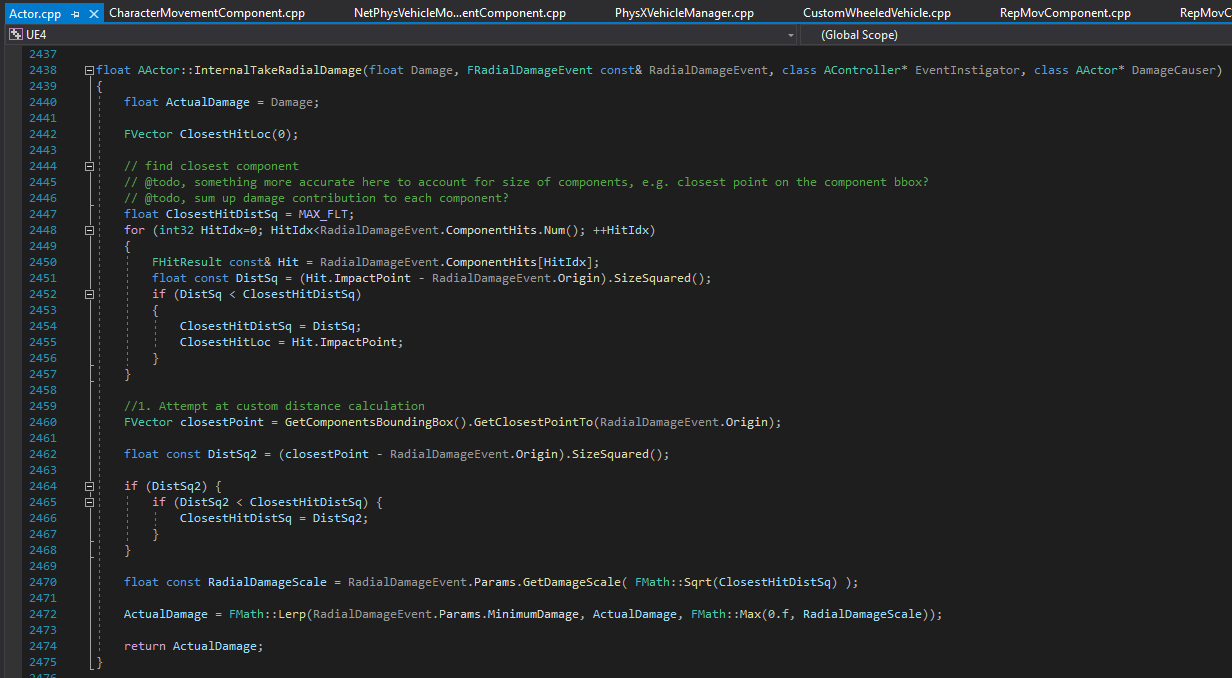 Actor.cpp
CharacterMovementComponent.cpp
NetPhysVehicleMo...entComponent.cpp
PhysXVehicleManager.cpp
CustomWheeledVehicle.cpp
RepMovComponent.cpp
RepMovC
UE4
(Global Scope)
2437
2438 float AActor::InternalTakeRadialDamage(float Damage, FRadialDamageEvent const& RadialDamageEvent, class AController* EventInstigator, class AActor* DamageCauser)
2439 {
2440     float ActualDamage = Damage;
2441
2442     FVector ClosestHitLoc(0);
2443
2444     // find closest component
2445     // @todo, something more accurate here to account for size of components, e.g. closest point on the component bbox?
2446     // @todo, sum up damage contribution to each component?
2447     float ClosestHitDistSq = MAX_FLT;
2448     for (int32 HitIdx=0; HitIdx<RadialDamageEvent.ComponentHits.Num(); ++HitIdx)
2449     {
2450         FHitResult const& Hit = RadialDamageEvent.ComponentHits[HitIdx];
2451         float const DistSq = (Hit.ImpactPoint - RadialDamageEvent.Origin).SizeSquared();
2452         if (DistSq < ClosestHitDistSq)
2453         {
2454             ClosestHitDistSq = DistSq;
2455             ClosestHitLoc = Hit.ImpactPoint;
2456         }
2457     }
2458
2459     //1. Attempt at custom distance calculation
2460     FVector closestPoint = GetComponentsBoundingBox().GetClosestPointTo(RadialDamageEvent.Origin);
2461
2462     float const DistSq2 = (closestPoint - RadialDamageEvent.Origin).SizeSquared();
2463
2464     if (DistSq2) {
2465         if (DistSq2 < ClosestHitDistSq) {
2466             ClosestHitDistSq = DistSq2;
2467         }
2468     }
2469
2470     float const RadialDamageScale = RadialDamageEvent.Params.GetDamageScale( FMath::Sqrt(ClosestHitDistSq) );
2471
2472     ActualDamage = FMath::Lerp(RadialDamageEvent.Params.MinimumDamage, ActualDamage, FMath::Max(0.f, RadialDamageScale));
2473
2474     return ActualDamage;
2475 }
2476